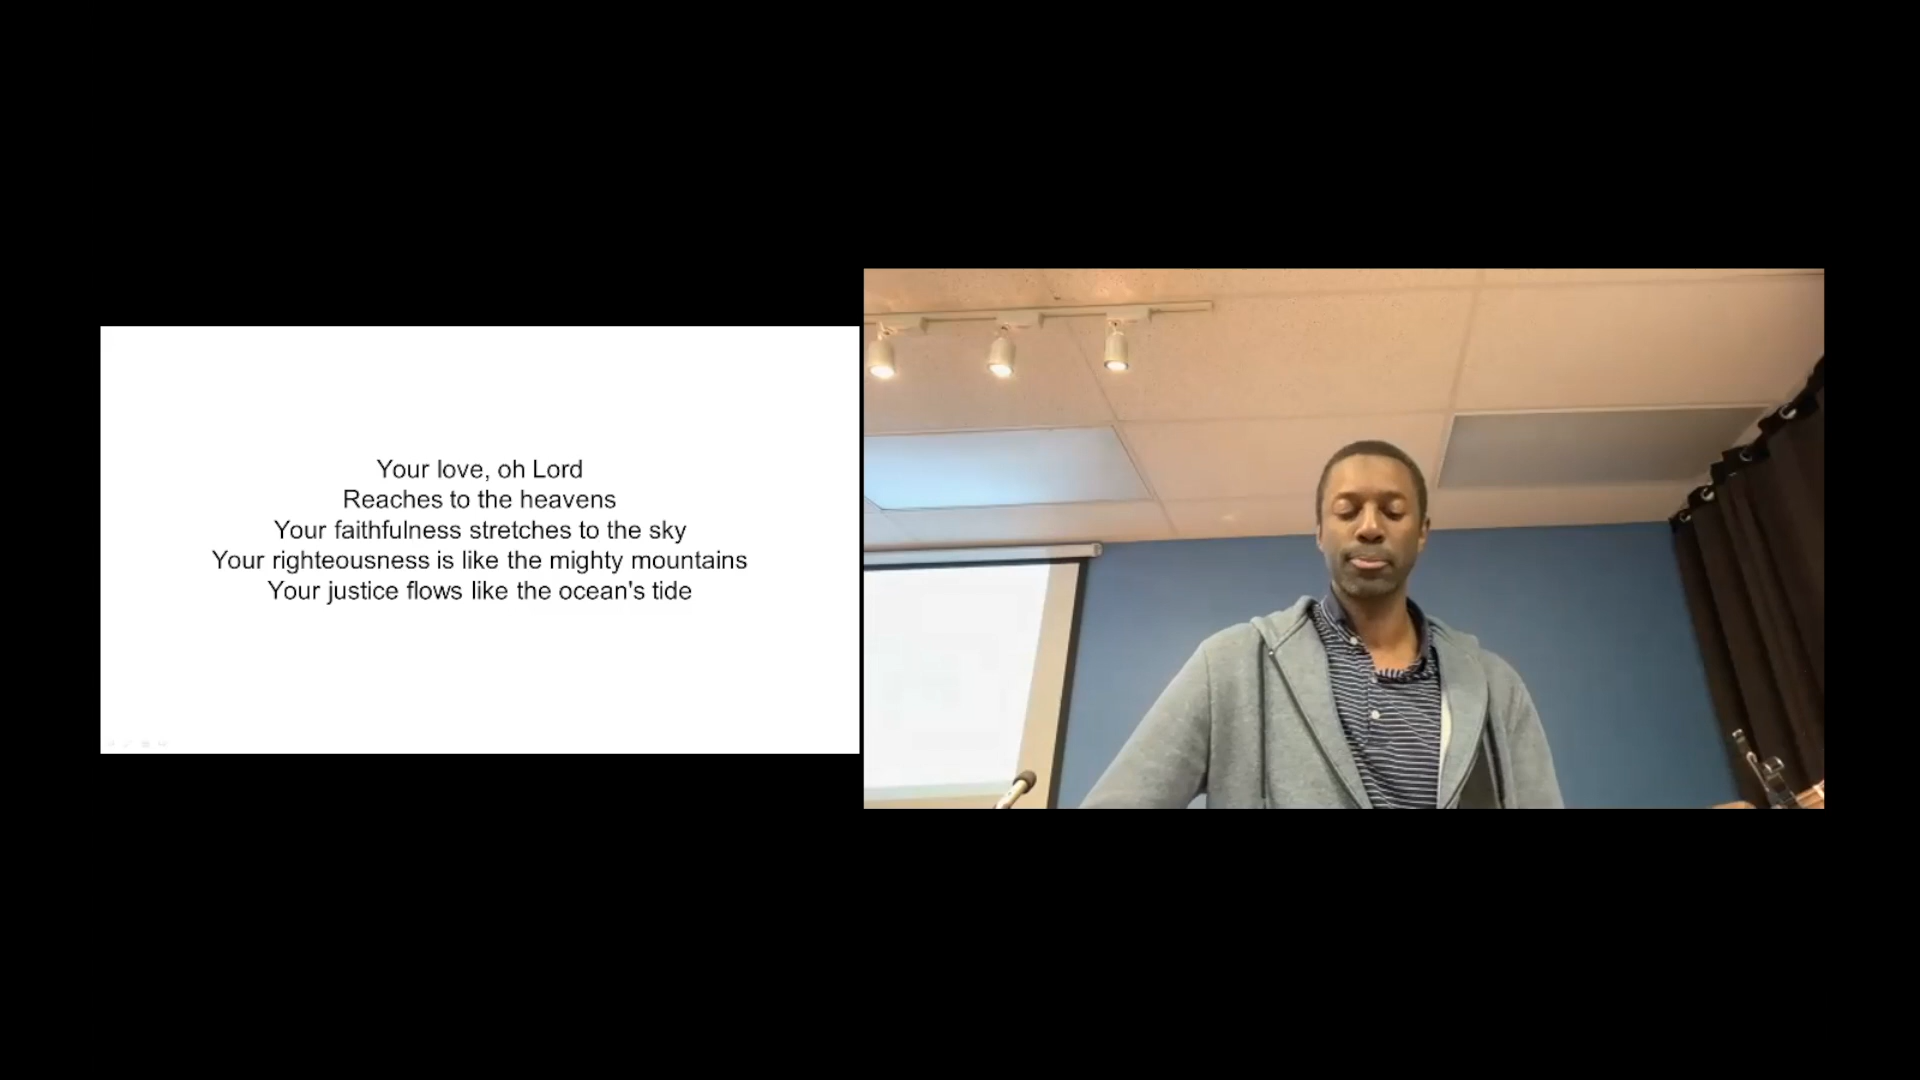 Your love, oh Lord
Reaches to the heavens
Your faithfulness stretches to the sky
Your righteousness is like the mighty mountains
Your justice flows like the ocean's tide